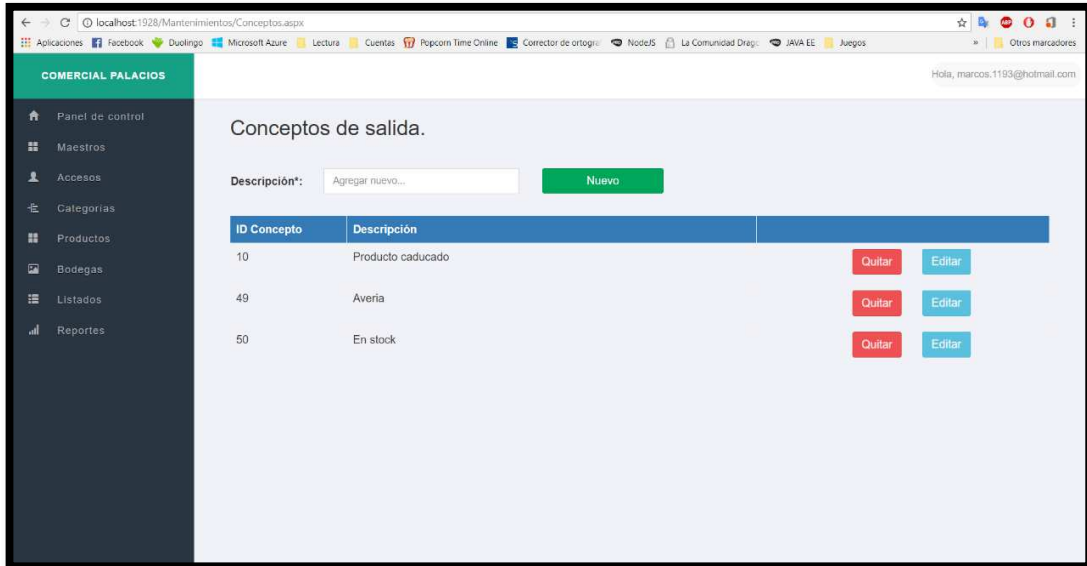 localhost:1928/Mantenimientos/Conceptos.aspx
Aplicaciones Facebook Duolingo Microsoft Azure Lectura Cuentas Popcorn Time Online Corrector de ortogra NodeJS La Comunidad Drag JAVA EE Juegos » Otros marcadores
COMERCIAL PALACIOS
Hola, marcos.1193@hotmail.com
Panel de control
Maestros
Accesos
Categorias
Productos
Bodegas
Listados
Reportes
Conceptos de salida.
Descripción*: Agregar nuevo... Nuevo
ID Concepto Descripción
10 Producto caducado Quitar Editar
49 Averia Quitar Editar
50 En stock Quitar Editar